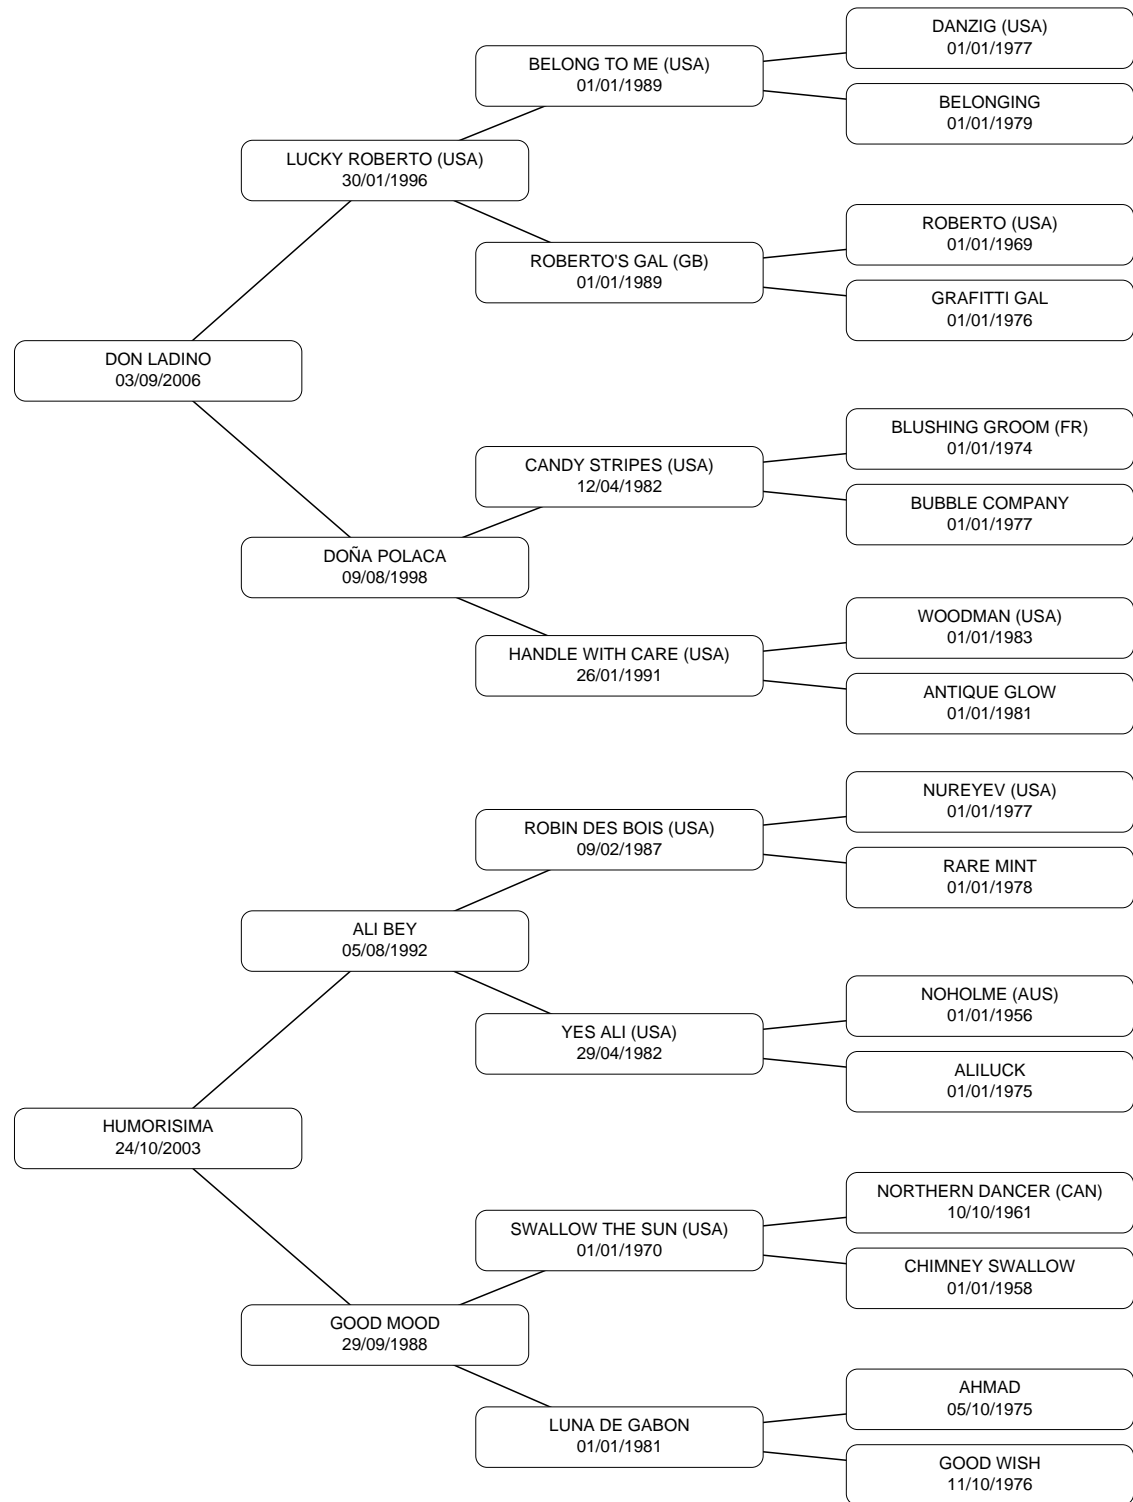 DANZIG (USA)
01/01/1977
BELONG TO ME (USA)
01/01/1989
BELONGING
01/01/1979
LUCKY ROBERTO (USA)
30/01/1996
ROBERTO (USA)
01/01/1969
ROBERTO'S GAL (GB)
01/01/1989
GRAFITTI GAL
01/01/1976
DON LADINO
03/09/2006
BLUSHING GROOM (FR)
01/01/1974
CANDY STRIPES (USA)
12/04/1982
BUBBLE COMPANY
01/01/1977
DOÑA POLACA
09/08/1998
WOODMAN (USA)
01/01/1983
HANDLE WITH CARE (USA)
26/01/1991
ANTIQUE GLOW
01/01/1981
NUREYEV (USA)
01/01/1977
ROBIN DES BOIS (USA)
09/02/1987
RARE MINT
01/01/1978
ALI BEY
05/08/1992
NOHOLME (AUS)
01/01/1956
YES ALI (USA)
29/04/1982
ALILUCK
01/01/1975
HUMORISIMA
24/10/2003
NORTHERN DANCER (CAN)
10/10/1961
SWALLOW THE SUN (USA)
01/01/1970
CHIMNEY SWALLOW
01/01/1958
GOOD MOOD
29/09/1988
AHMAD
05/10/1975
LUNA DE GABON
01/01/1981
GOOD WISH
11/10/1976